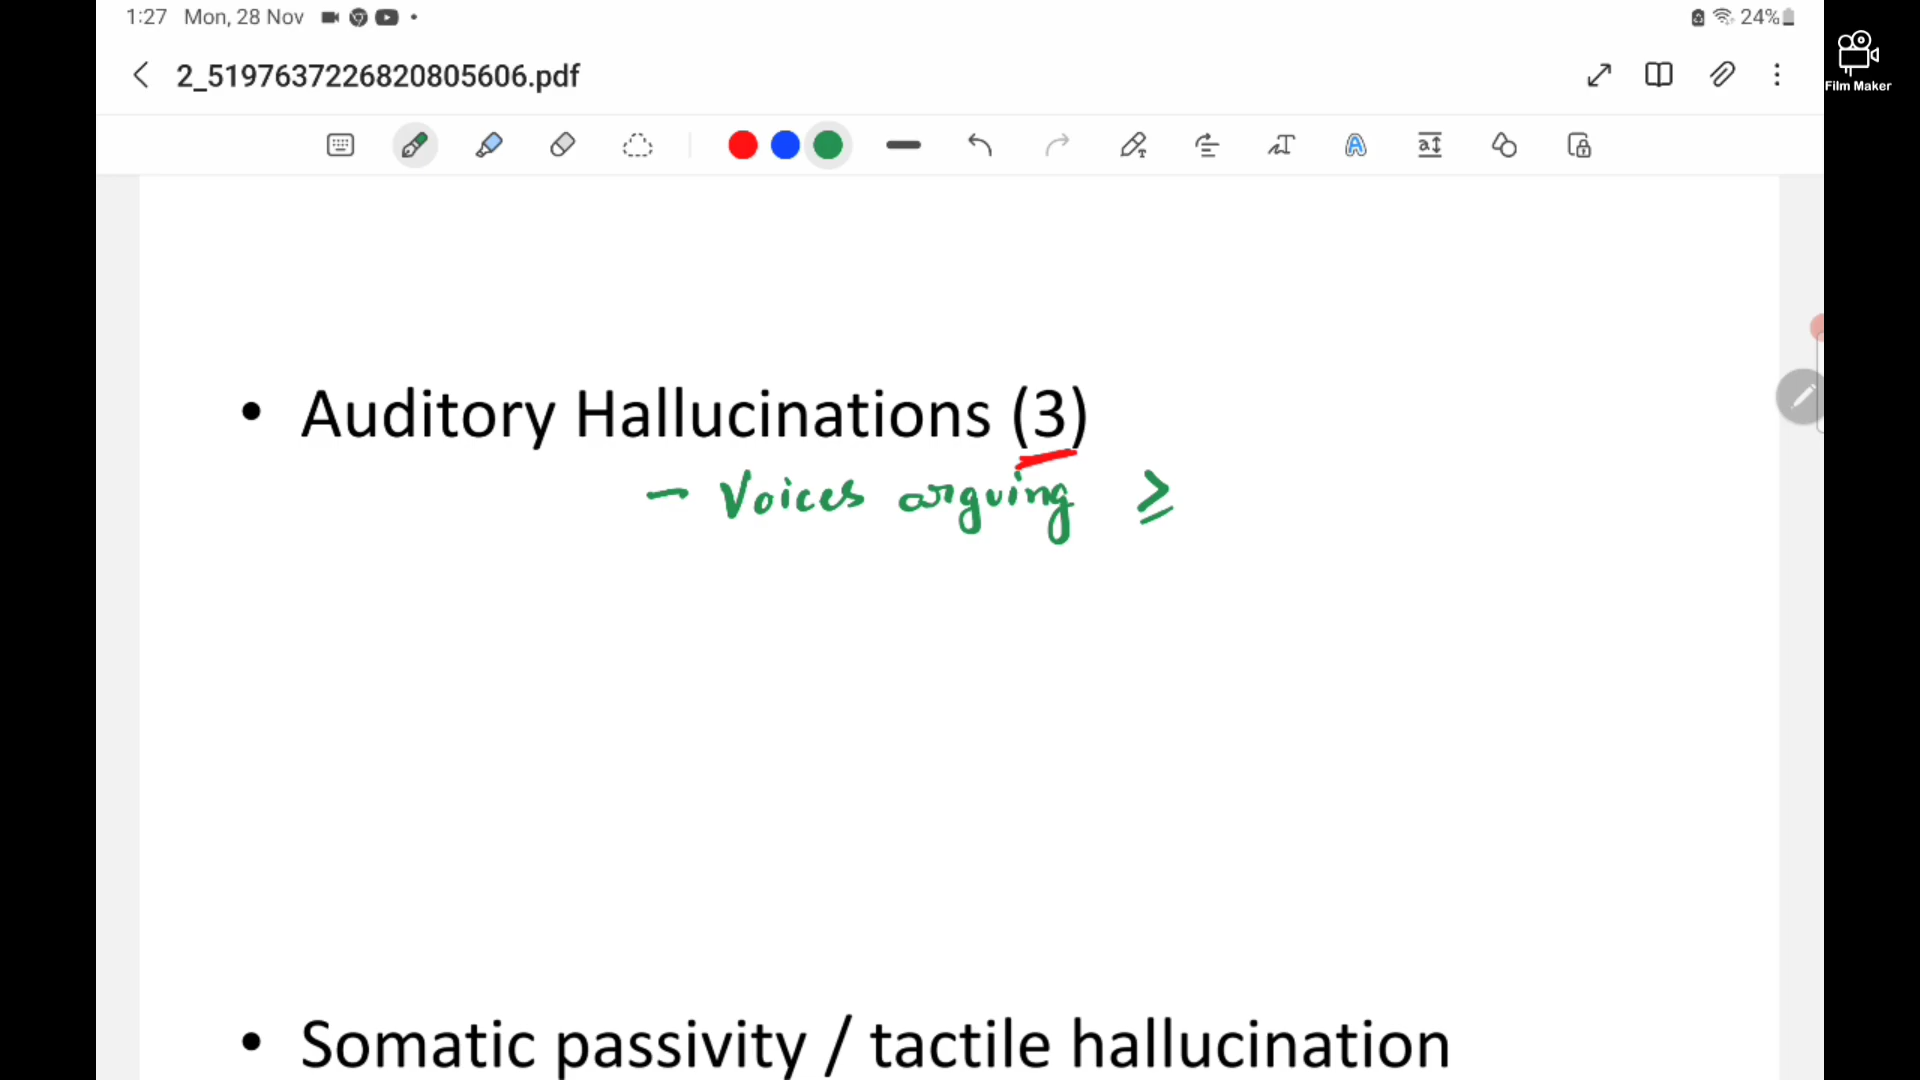 1:27 Mon, 28 Nov
24%
2_5197637226820805606.pdf
Film Maker
• Auditory Hallucinations (3)
- Voices arguing ≥
• Somatic passivity / tactile hallucination